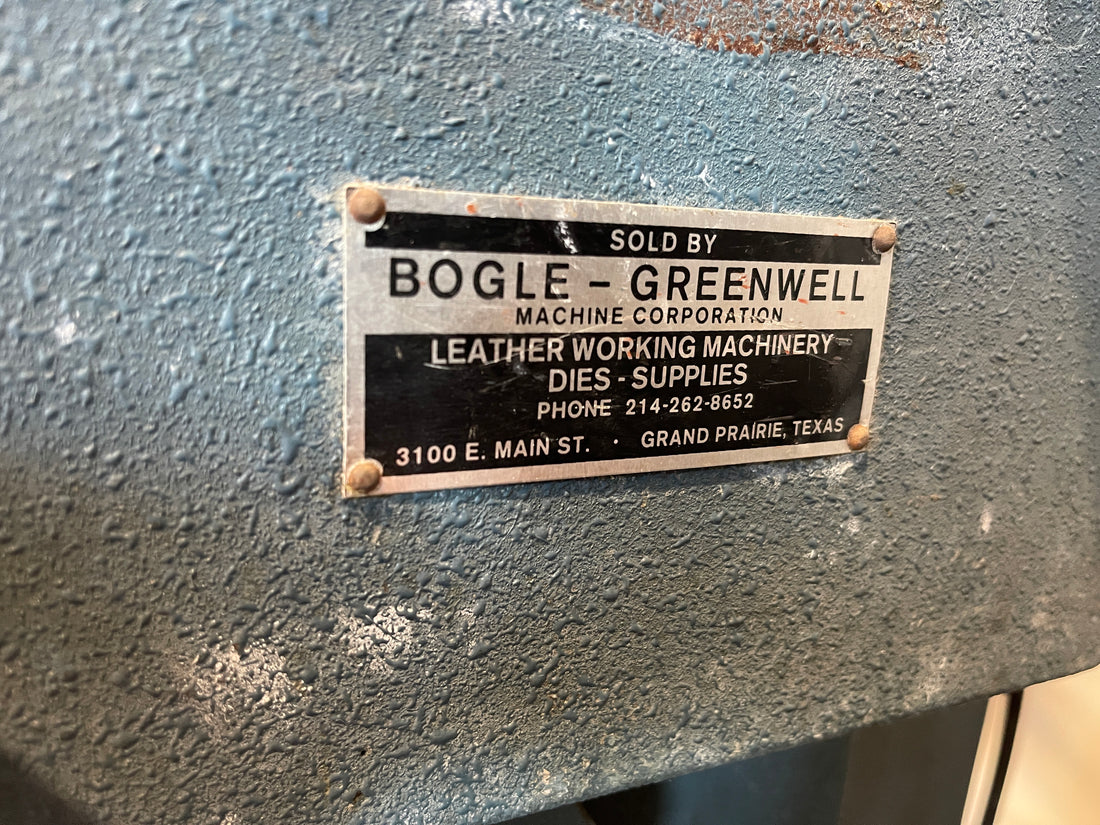 SOLD BY
BOGLE - GREENWELL
MACHINE CORPORATION
LEATHER WORKING MACHINERY
DIES - SUPPLIES
PHONE 214-262-8652
3100 E. MAIN ST. · GRAND PRAIRIE, TEXAS